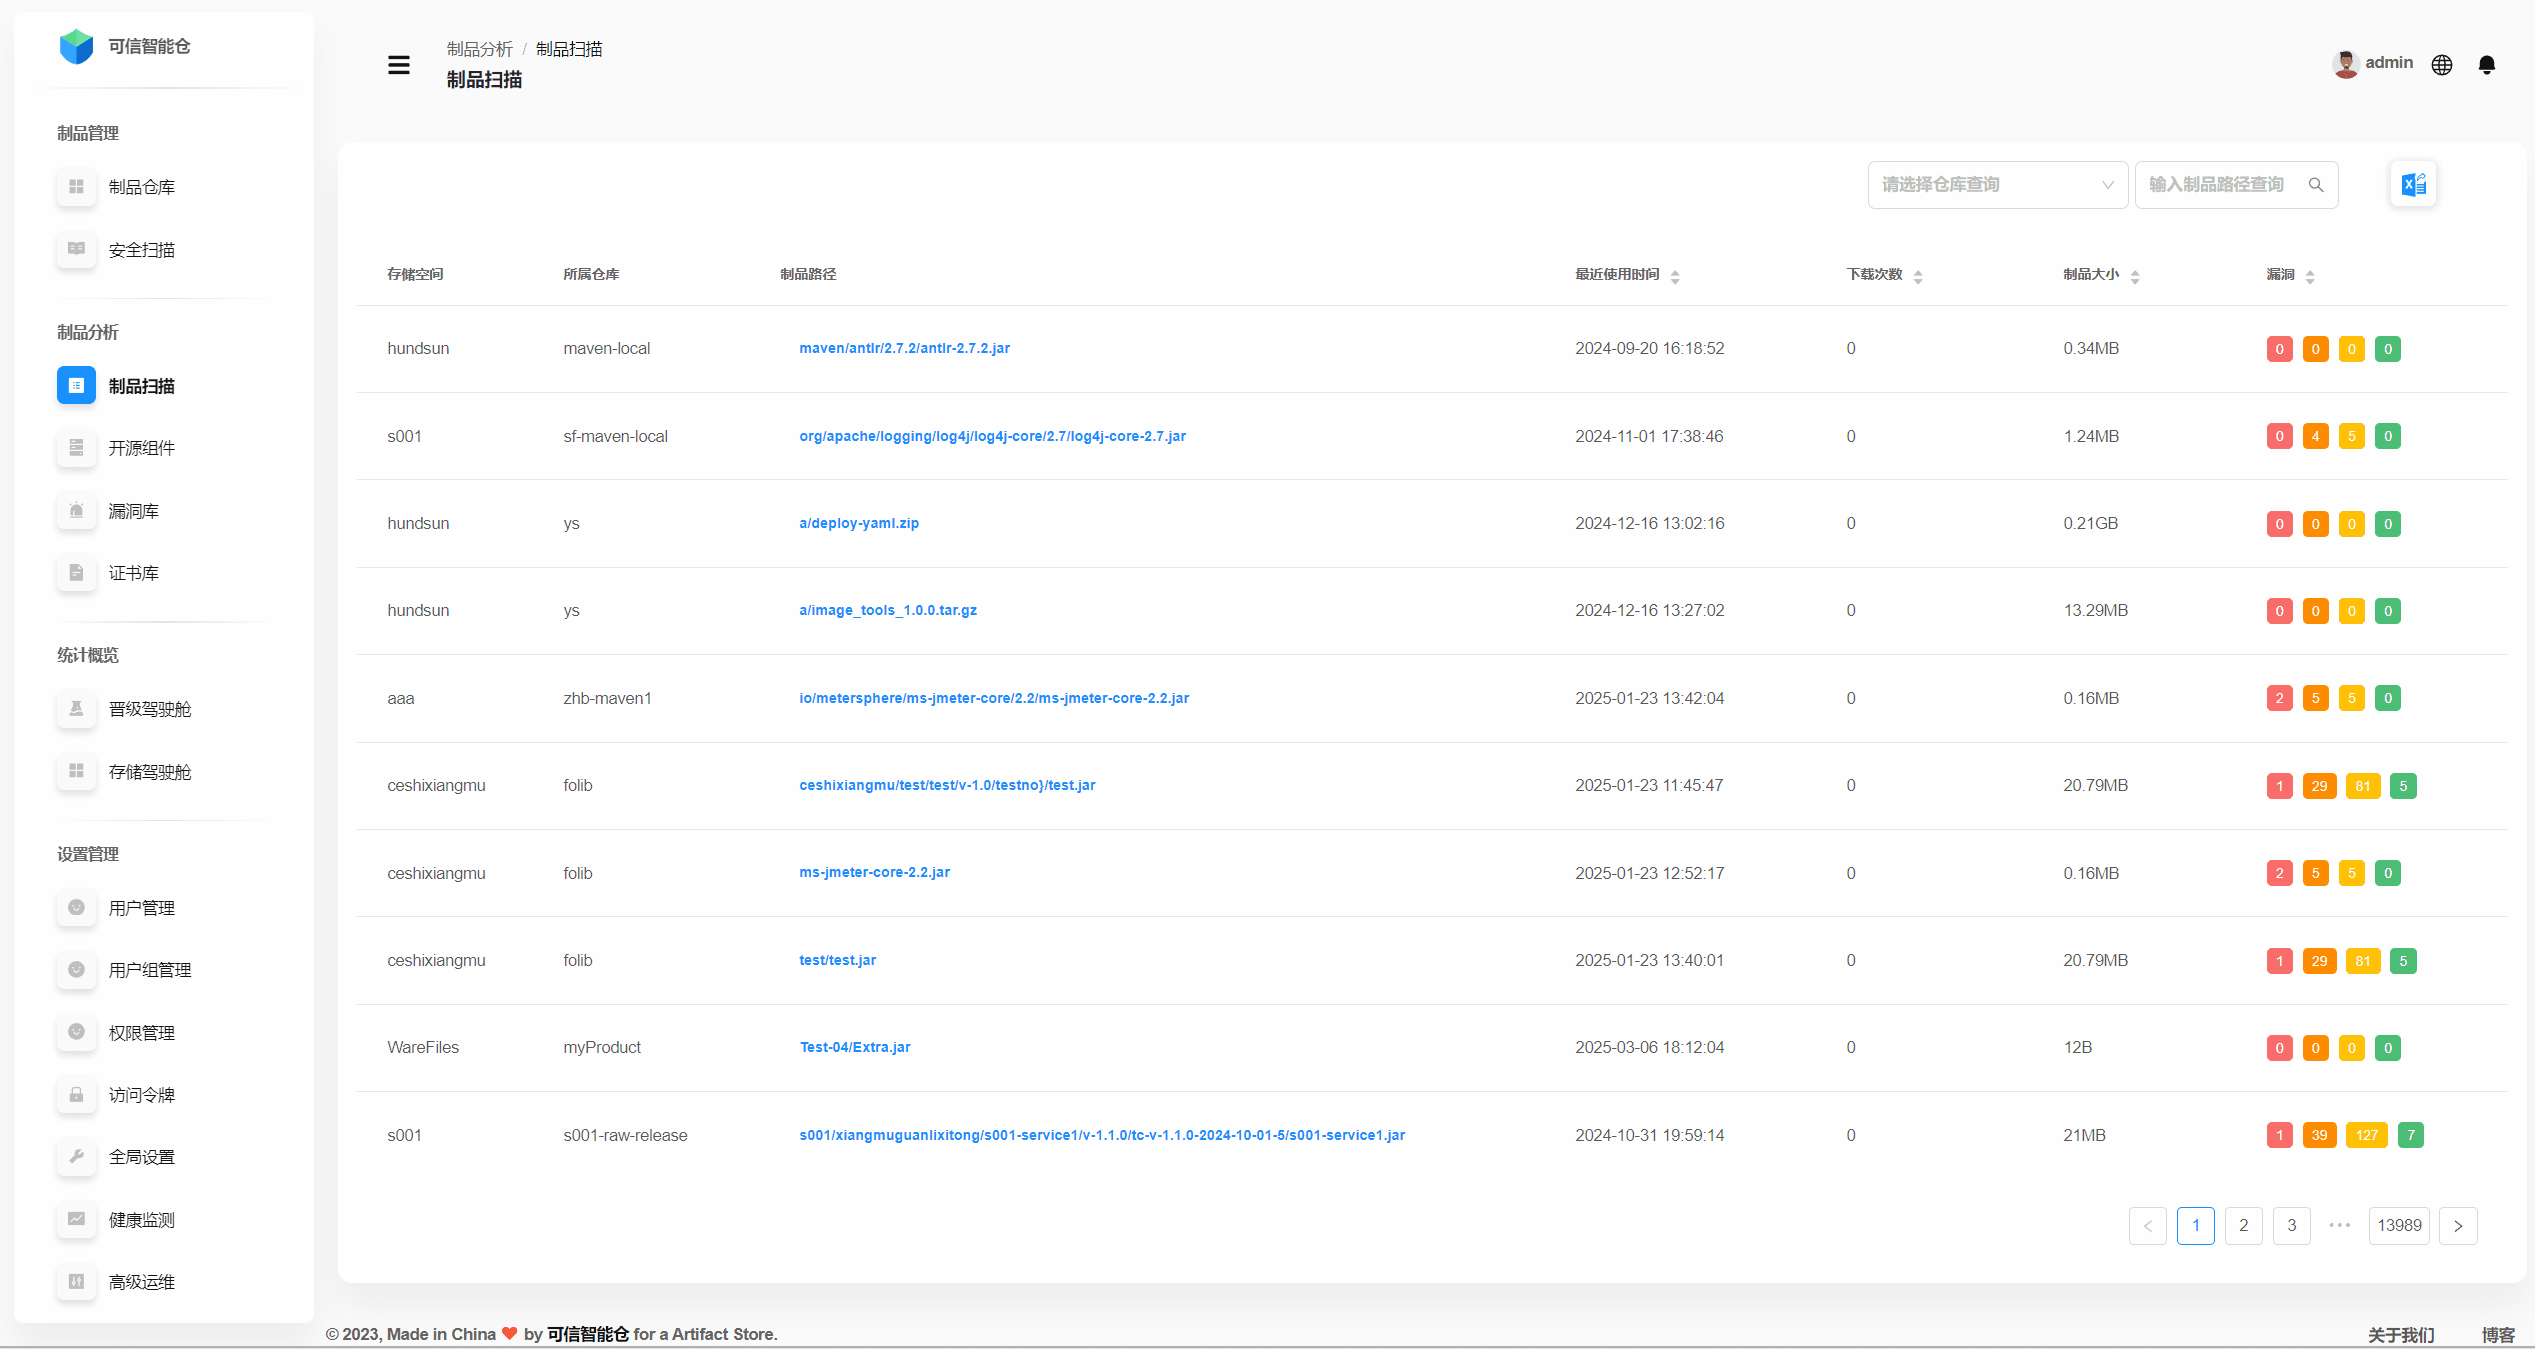 可信智能仓
制品管理
制品仓库
安全扫描
制品分析
制品扫描
开源组件
漏洞库
证书库
统计概览
晋级驾驶舱
存储驾驶舱
设置管理
用户管理
用户组管理
权限管理
访问令牌
全局设置
健康监测
高级运维
制品分析 / 制品扫描
制品扫描
admin
请选择仓库查询 输入制品路径查询
存储空间 所属仓库 制品路径 最近使用时间 下载次数 制品大小 漏洞
hundsun maven-local maven/antlr/2.7.2/antlr-2.7.2.jar 2024-09-20 16:18:52 0 0.34MB 0 0 0 0
s001 sf-maven-local org/apache/logging/log4j/log4j-core/2.7/log4j-core-2.7.jar 2024-11-01 17:38:46 0 1.24MB 0 4 5 0
hundsun ys a/deploy-yaml.zip 2024-12-16 13:02:16 0 0.21GB 0 0 0 0
hundsun ys a/image_tools_1.0.0.tar.gz 2024-12-16 13:27:02 0 13.29MB 0 0 0 0
aaa zhb-maven1 io/metersphere/ms-jmeter-core/2.2/ms-jmeter-core-2.2.jar 2025-01-23 13:42:04 0 0.16MB 2 5 5 0
ceshixiangmu folib ceshixiangmu/test/test/v-1.0/testno}/test.jar 2025-01-23 11:45:47 0 20.79MB 1 29 81 5
ceshixiangmu folib ms-jmeter-core-2.2.jar 2025-01-23 12:52:17 0 0.16MB 2 5 5 0
ceshixiangmu folib test/test.jar 2025-01-23 13:40:01 0 20.79MB 1 29 81 5
WareFiles myProduct Test-04/Extra.jar 2025-03-06 18:12:04 0 12B 0 0 0 0
s001 s001-raw-release s001/xiangmuguanlixitong/s001-service1/v-1.1.0/tc-v-1.1.0-2024-10-01-5/s001-service1.jar 2024-10-31 19:59:14 0 21MB 1 39 127 7
< 1 2 3 ••• 13989 >
© 2023, Made in China ❤ by 可信智能仓 for a Artifact Store.
关于我们 博客